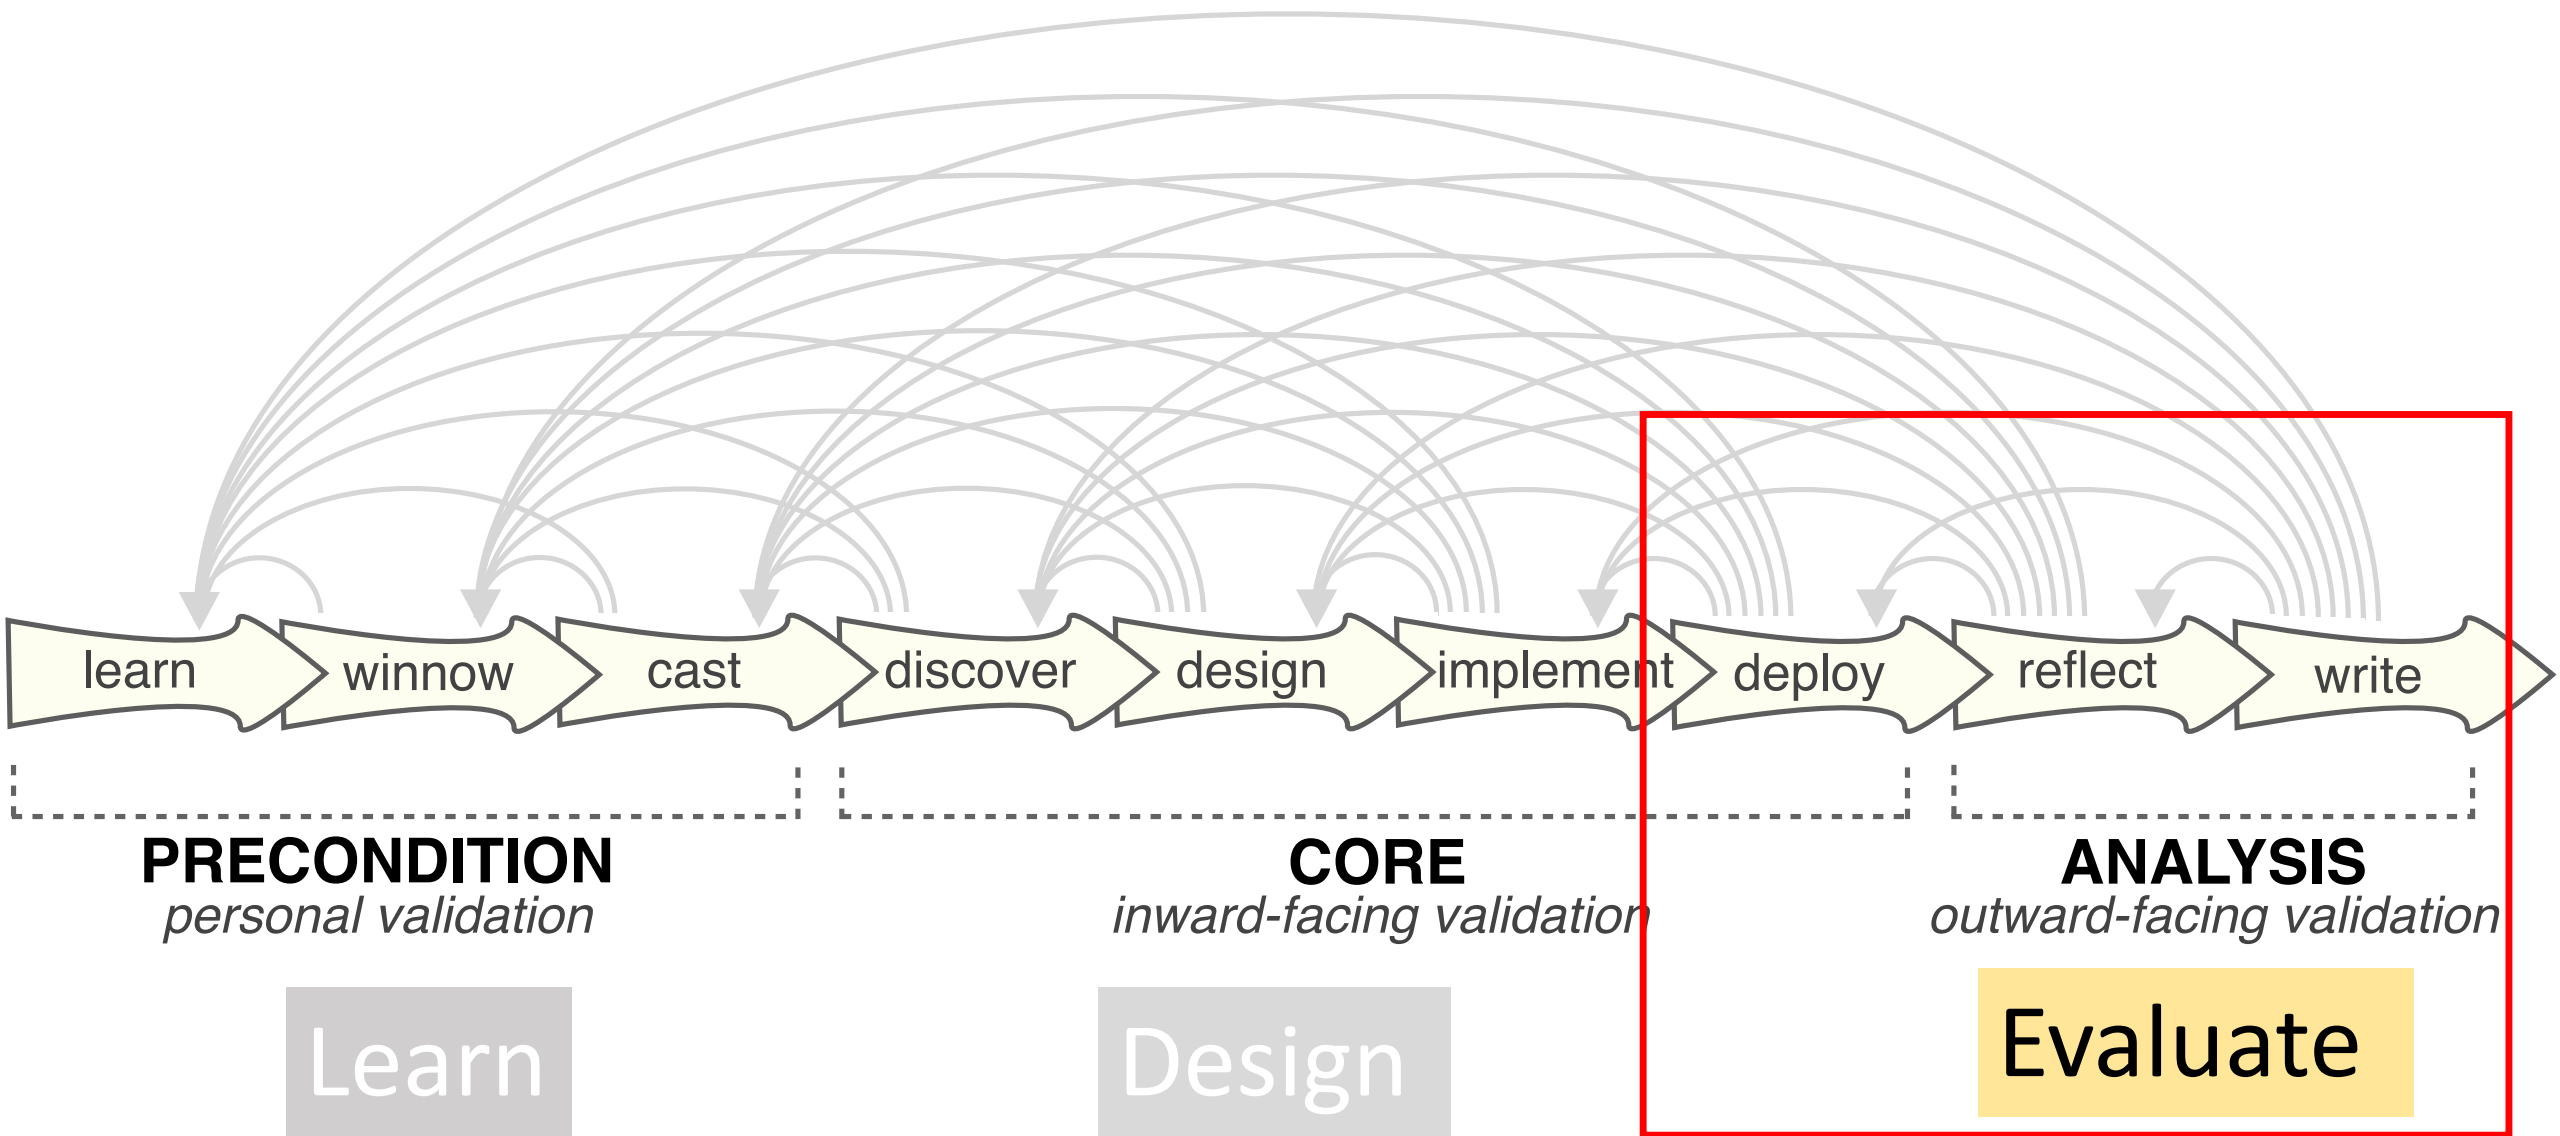 learn
winnow
cast
discover
design
implement
deploy
reflect
write
PRECONDITION
personal validation
CORE
inward-facing validation
ANALYSIS
outward-facing validation
Learn
Design
Evaluate